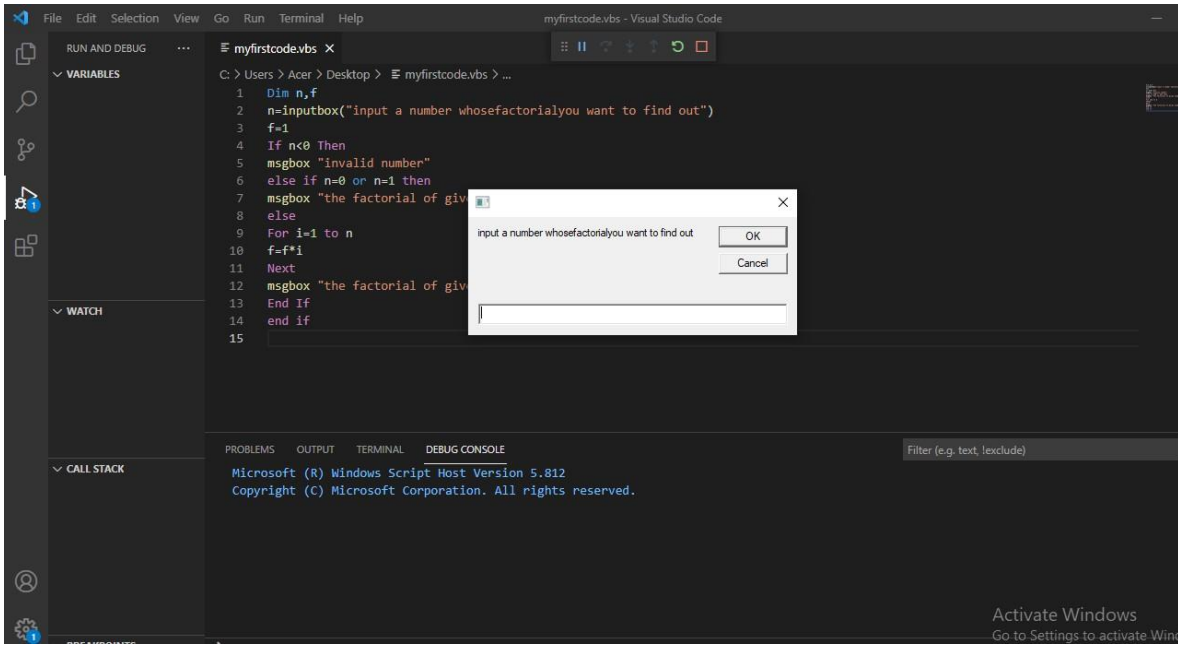 File Edit Selection View Go Run Terminal Help myfirstcode.vbs - Visual Studio Code
RUN AND DEBUG ...
myfirstcode.vbs
VARIABLES
C: > Users > Acer > Desktop > myfirstcode.vbs > ...
1 Dim n,f
2 n=inputbox("input a number whosefactorialyou want to find out")
3 f=1
4 If n<0 Then
5 msgbox "invalid number"
6 else if n=0 or n=1 then
7 msgbox "the factorial of giv
8 else
9 For i=1 to n
10 f=f*i
11 Next
12 msgbox "the factorial of giv
13 End If
14 end if
15
input a number whosefactorialyou want to find out
OK
Cancel
WATCH
CALL STACK
BREAKPOINTS
PROBLEMS OUTPUT TERMINAL DEBUG CONSOLE
Filter (e.g. text, !exclude)
Microsoft (R) Windows Script Host Version 5.812
Copyright (C) Microsoft Corporation. All rights reserved.
1
1
Activate Windows
Go to Settings to activate Wind